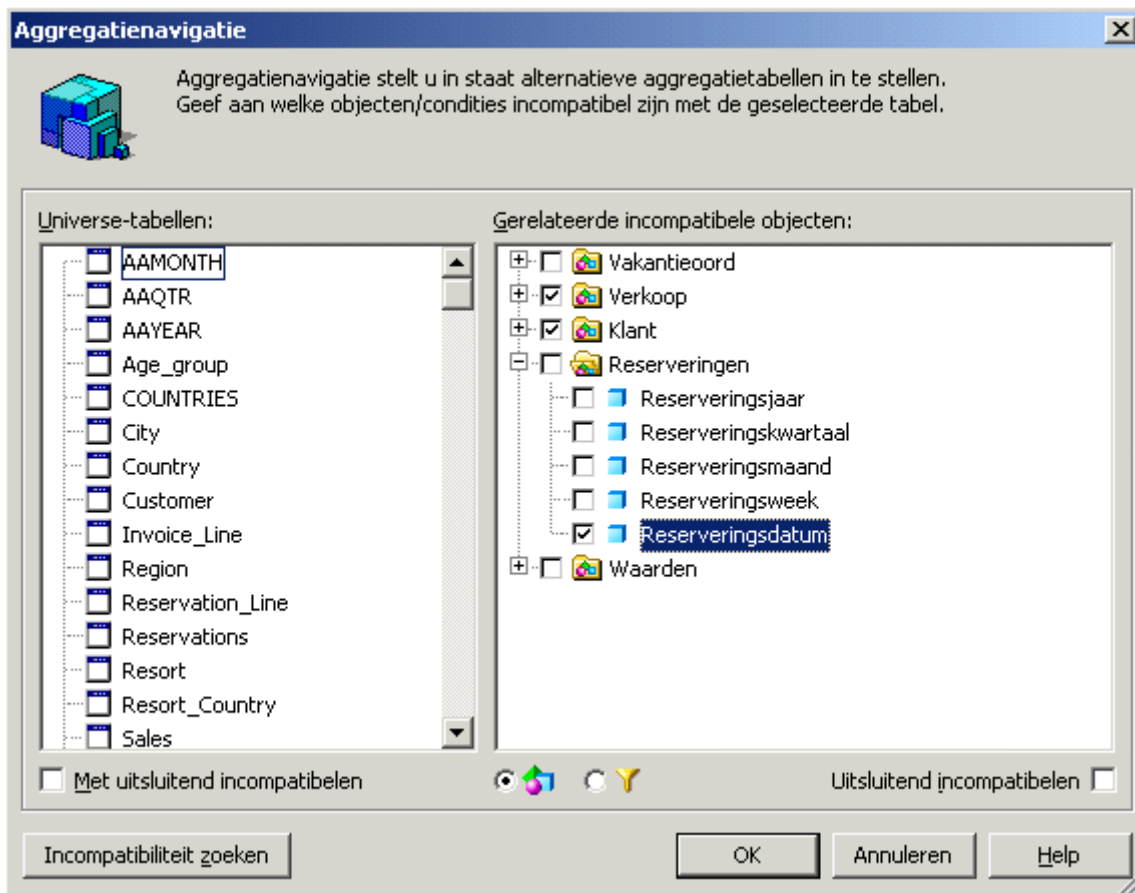 Aggregatienavigatie
Aggregatienavigatie stelt u in staat alternatieve aggregatietabellen in te stellen.
Geef aan welke objecten/condities incompatibel zijn met de geselecteerde tabel.
Universe-tabellen:
AAMONTH
AAQTR
AAYEAR
Age_group
COUNTRIES
City
Country
Customer
Invoice_Line
Region
Reservation_Line
Reservations
Resort
Resort_Country
Sales
Met uitsluitend incompatibelen
Gerelateerde incompatibele objecten:
Vakantieoord
Verkoop
Klant
Reserveringen
Reserveringsjaar
Reserveringskwartaal
Reserveringsmaand
Reserveringsweek
Reserveringsdatum
Waarden
Uitsluitend incompatibelen
Incompatibiliteit zoeken
OK
Annuleren
Help